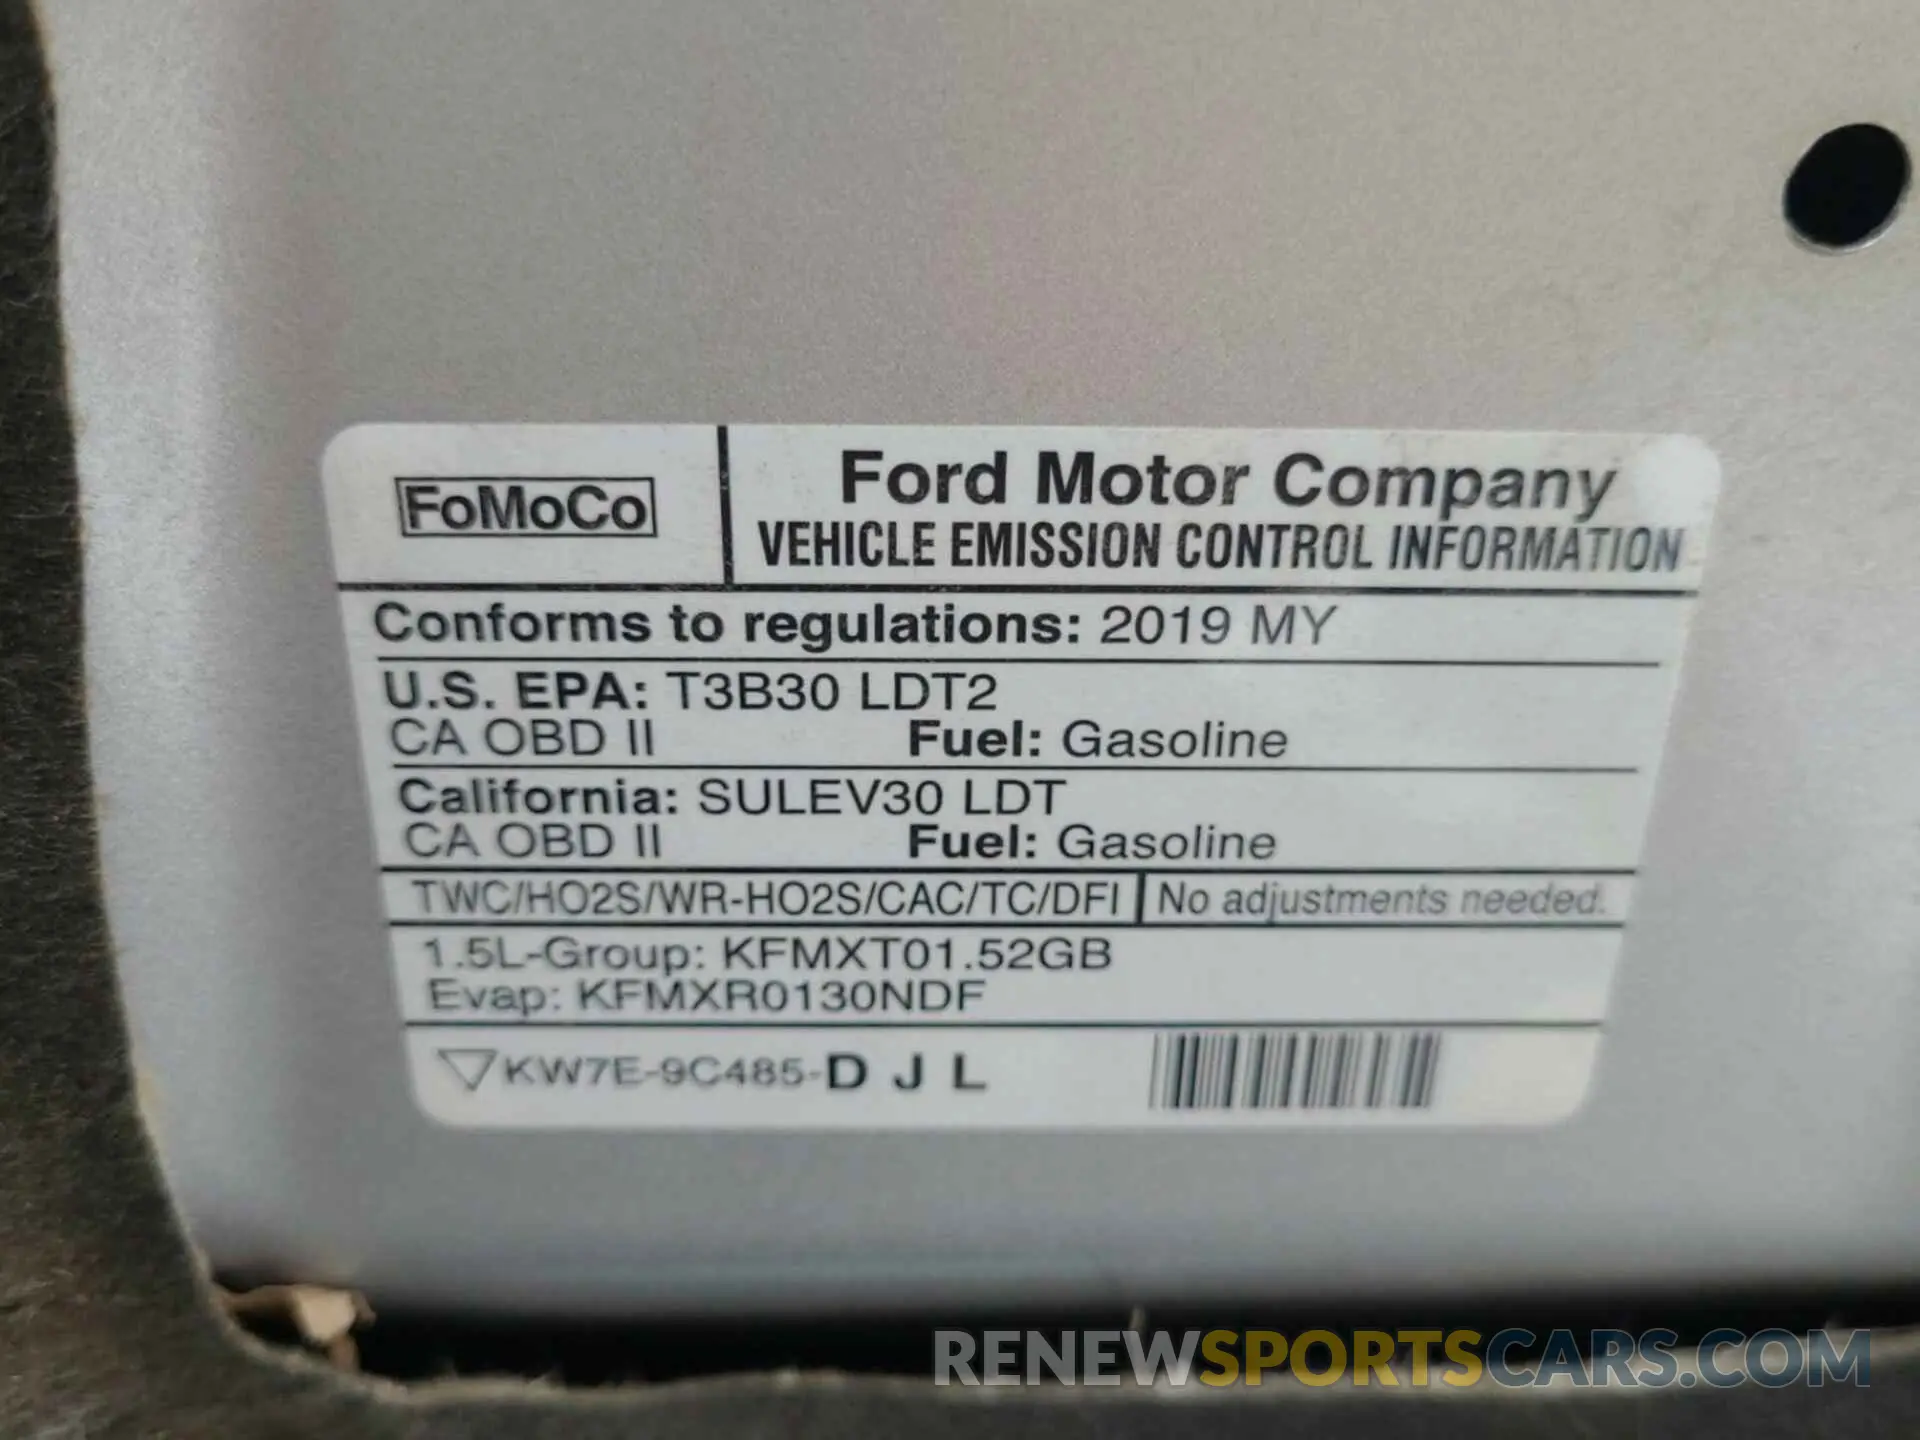 FoMoCo
Ford Motor Company
VEHICLE EMISSION CONTROL INFORMATION
Conforms to regulations: 2019 MY
U.S. EPA: T3B30 LDT2
CA OBD II Fuel: Gasoline
California: SULEV30 LDT
CA OBD II Fuel: Gasoline
TWC/HO2S/WR-HO2S/CAC/TC/DFI No adjustments needed.
1.5L-Group: KFMXT01.52GB
Evap: KFMXR0130NDF
KW7E-9C485-D J L
RENEWSPORTSCARS.COM